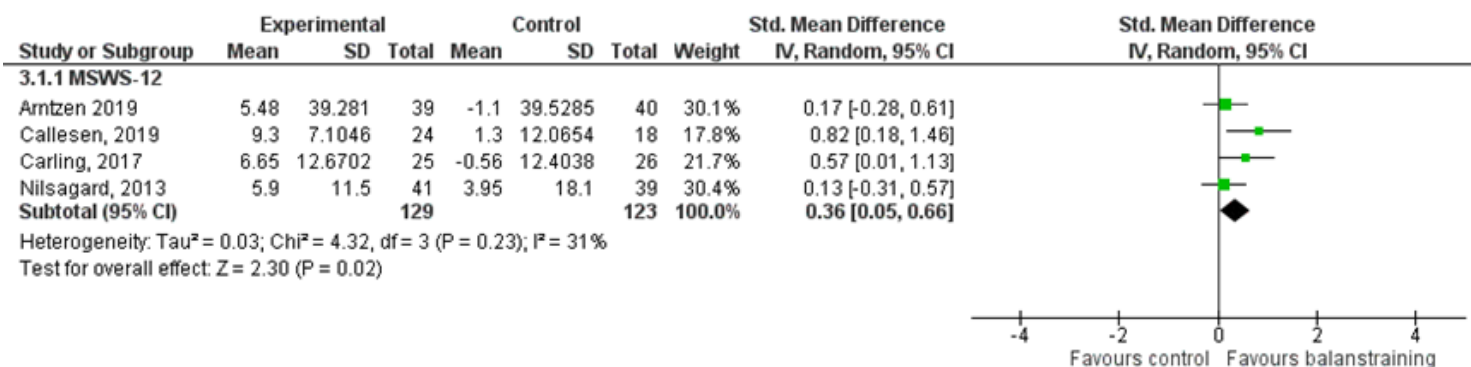 Experimental Control Std. Mean Difference Std. Mean Difference
Study or Subgroup Mean SD Total Mean SD Total Weight IV, Random, 95% CI IV, Random, 95% CI
3.1.1 MSWS-12
Arntzen 2019 5.48 39.281 39 -1.1 39.5285 40 30.1% 0.17 [-0.28, 0.61]
Callesen, 2019 9.3 7.1046 24 1.3 12.0654 18 17.8% 0.82 [0.18, 1.46]
Carling, 2017 6.65 12.6702 25 -0.56 12.4038 26 21.7% 0.57 [0.01, 1.13]
Nilsagard, 2013 5.9 11.5 41 3.95 18.1 39 30.4% 0.13 [-0.31, 0.57]
Subtotal (95% CI) 129 123 100.0% 0.36 [0.05, 0.66]
Heterogeneity: Tau² = 0.03; Chi² = 4.32, df = 3 (P = 0.23); I² = 31%
Test for overall effect: Z = 2.30 (P = 0.02)
-4 -2 0 2 4
Favours control Favours balanstraining